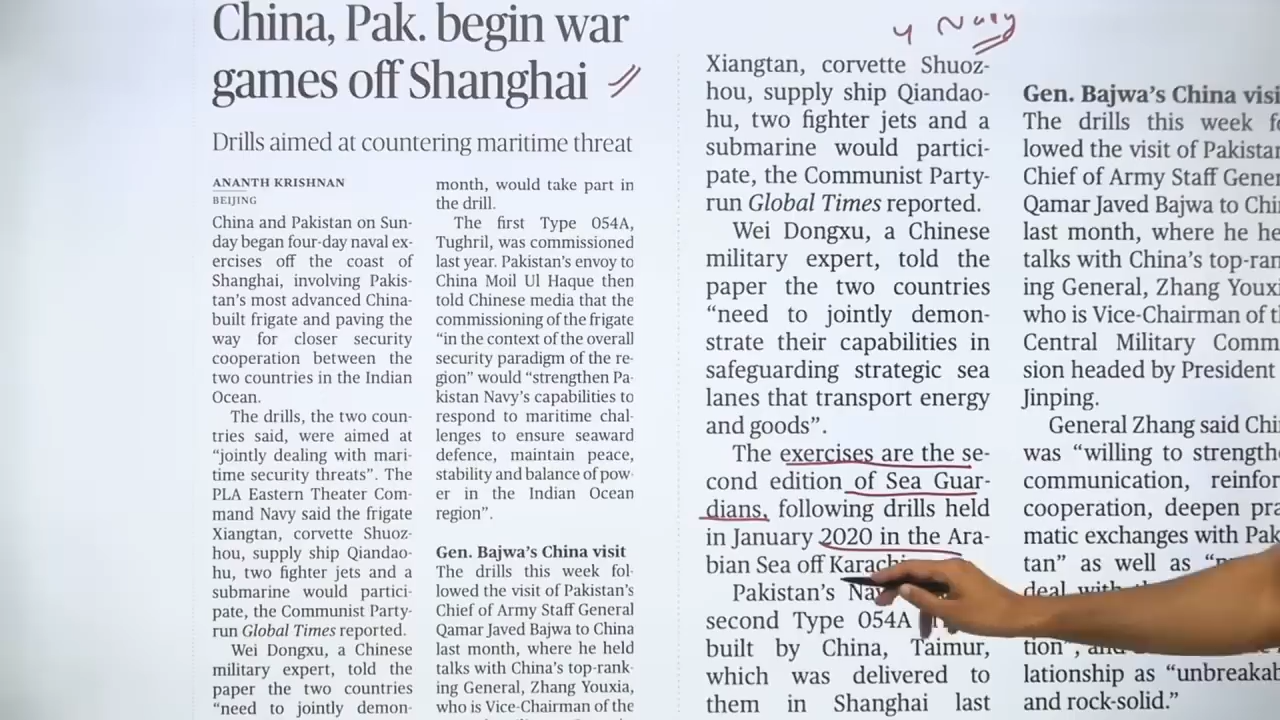 China, Pak. begin war
games off Shanghai
Drills aimed at countering maritime threat
ANANTH KRISHNAN
BEIJING
China and Pakistan on Sun-
day began four-day naval ex-
ercises off the coast of
Shanghai, involving Pakis-
tan's most advanced China-
built frigate and paving the
way for closer security
cooperation between the
two countries in the Indian
Ocean.
The drills, the two coun-
tries said, were aimed at
“jointly dealing with mari-
time security threats”. The
PLA Eastern Theater Com-
mand Navy said the frigate
Xiangtan, corvette Shuoz-
hou, supply ship Qiandao-
hu, two fighter jets and a
submarine would partici-
pate, the Communist Party-
run Global Times reported.
Wei Dongxu, a Chinese
military expert, told the
paper the two countries
“need to jointly demon-
month, would take part in
the drill.
The first Type 054A,
Tughril, was commissioned
last year. Pakistan's envoy to
China Moil Ul Haque then
told Chinese media that the
commissioning of the frigate
“in the context of the overall
security paradigm of the re-
gion” would “strengthen Pa-
kistan Navy's capabilities to
respond to maritime chal-
lenges to ensure seaward
defence, maintain peace,
stability and balance of pow-
er in the Indian Ocean
region”.
Gen. Bajwa's China visit
The drills this week fol-
lowed the visit of Pakistan's
Chief of Army Staff General
Qamar Javed Bajwa to China
last month, where he held
talks with China's top-rank-
ing General, Zhang Youxia,
who is Vice-Chairman of the
4 Navy
Xiangtan, corvette Shuoz-
hou, supply ship Qiandao-
hu, two fighter jets and a
submarine would partici-
pate, the Communist Party-
run Global Times reported.
Wei Dongxu, a Chinese
military expert, told the
paper the two countries
“need to jointly demon-
strate their capabilities in
safeguarding strategic sea
lanes that transport energy
and goods”.
The exercises are the se-
cond edition of Sea Guar-
dians, following drills held
in January 2020 in the Ara-
bian Sea off Karachi
Pakistan's
second Type 054A
built by China, Taimur,
which was delivered to
them in Shanghai last
Gen. Bajwa's China visi
The drills this week fo
lowed the visit of Pakistan
Chief of Army Staff Gener
Qamar Javed Bajwa to Chi
last month, where he he
talks with China's top-ran
ing General, Zhang Youxi
who is Vice-Chairman of t
Central Military Comm
sion headed by President
Jinping.
General Zhang said Chi
was “willing to strength
communication, reinfor
cooperation, deepen pra
matic exchanges with Pak
tan” as well as
deal with
tion”, and
lationship as “unbreakab
and rock-solid.”